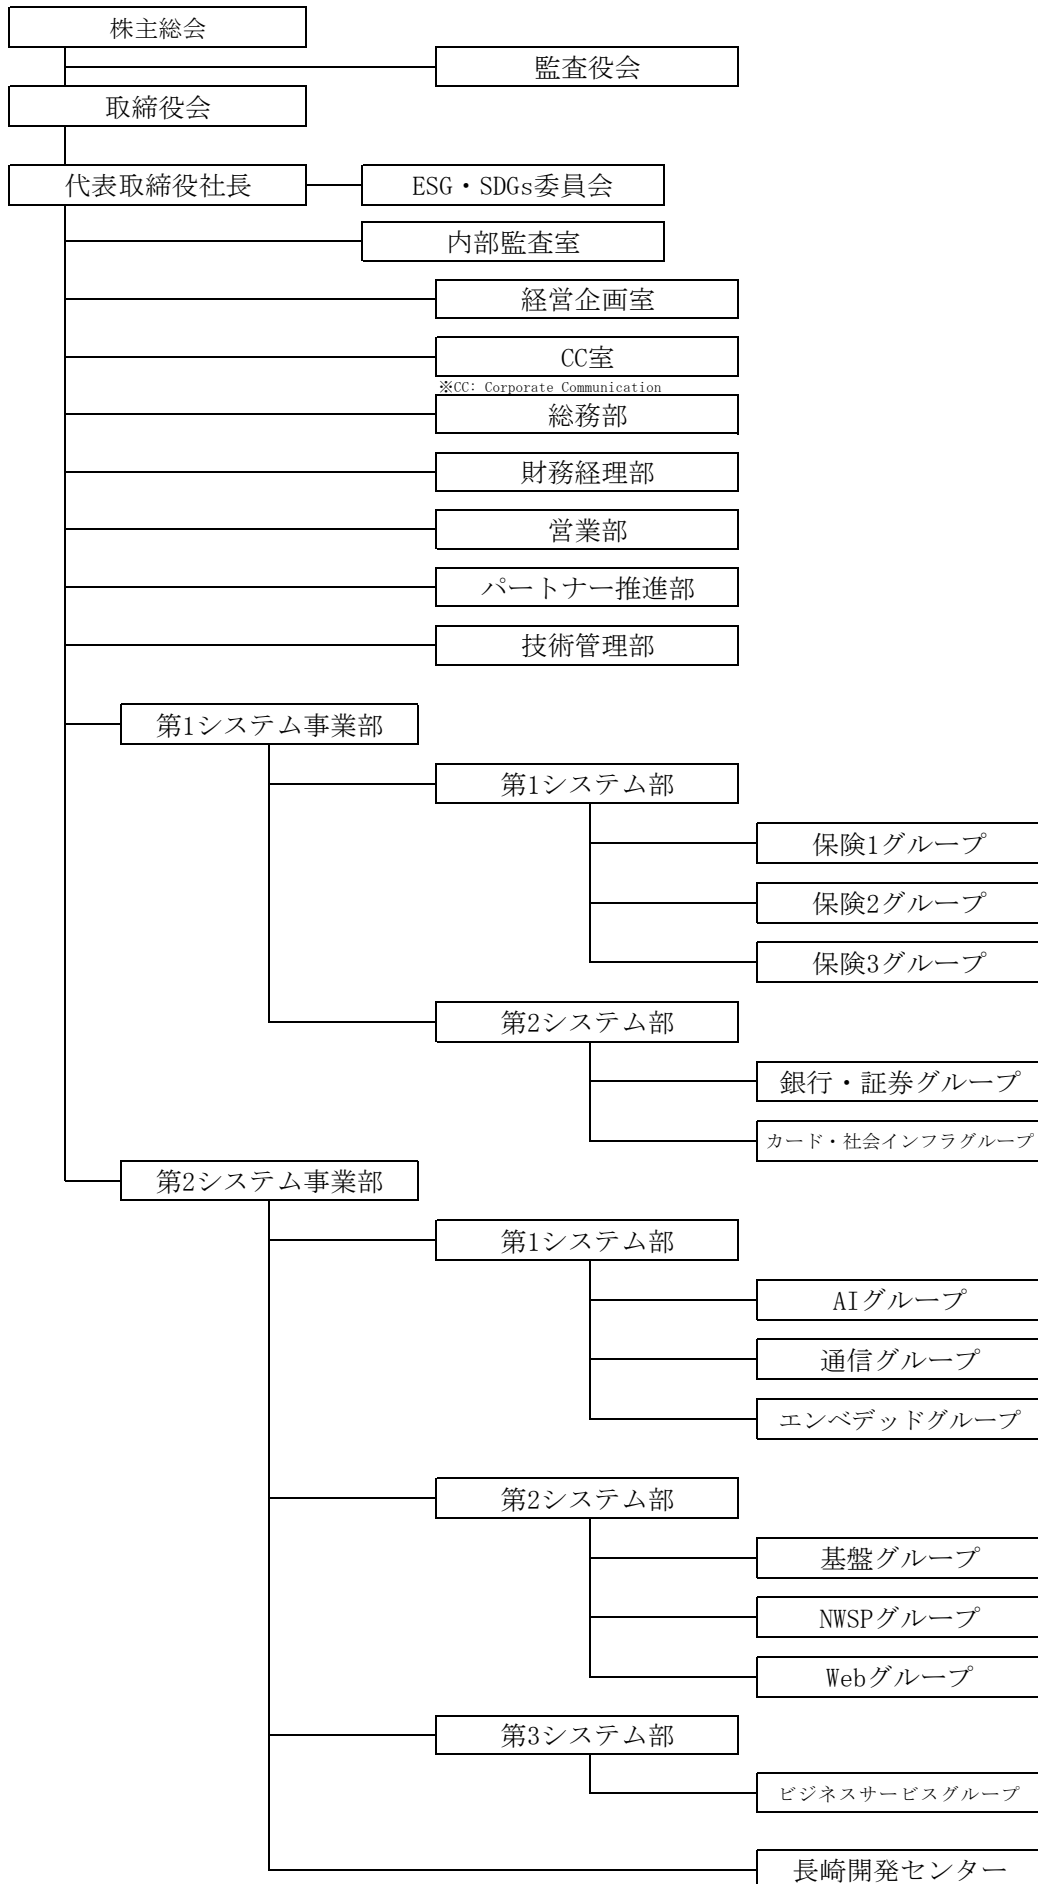 株主総会
監査役会
取締役会
代表取締役社長
ESG・SDGs委員会
内部監査室
経営企画室
CC室
※CC: Corporate Communication
総務部
財務経理部
営業部
パートナー推進部
技術管理部
第1システム事業部
第1システム部
保険1グループ
保険2グループ
保険3グループ
第2システム部
銀行・証券グループ
カード・社会インフラグループ
第2システム事業部
第1システム部
AIグループ
通信グループ
エンベデッドグループ
第2システム部
基盤グループ
NWSPグループ
Webグループ
第3システム部
ビジネスサービスグループ
長崎開発センター